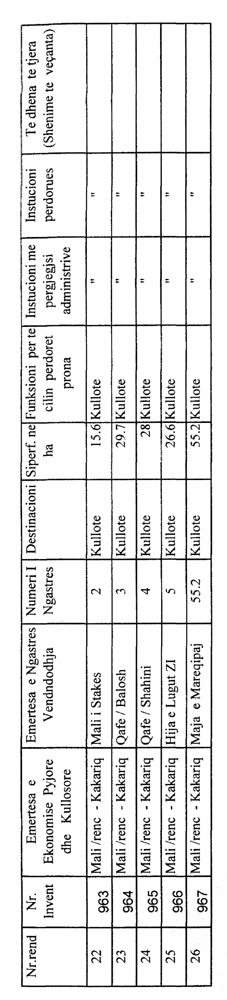 Nr.rend | Nr. Invent | Emertesa e Ekonomise Pyjore dhe Kullosore | Emertesa e Ngastres Vendndodhja | Numeri I Ngastres | Destinacioni | Siperf. ne ha | Funksioni per te cilin perdoret prona | Instucioni me pergjegjsi administrive | Instucioni perdorues | Te dhena te tjera (Shenime te veçanta)
22 | 963 | Mali /renc - Kakariq | Mali i Stakes | 2 | Kullote | 15.6 | Kullote | " | " |
23 | 964 | Mali /renc - Kakariq | Qafe / Balosh | 3 | Kullote | 29.7 | Kullote | " | " |
24 | 965 | Mali /renc - Kakariq | Qafe / Shahini | 4 | Kullote | 28 | Kullote | " | " |
25 | 966 | Mali /renc - Kakariq | Hija e Lugut ZI | 5 | Kullote | 26.6 | Kullote | " | " |
26 | 967 | Mali /renc - Kakariq | Maja e Mareqipaj | 55.2 | Kullote | 55.2 | Kullote | " | " |